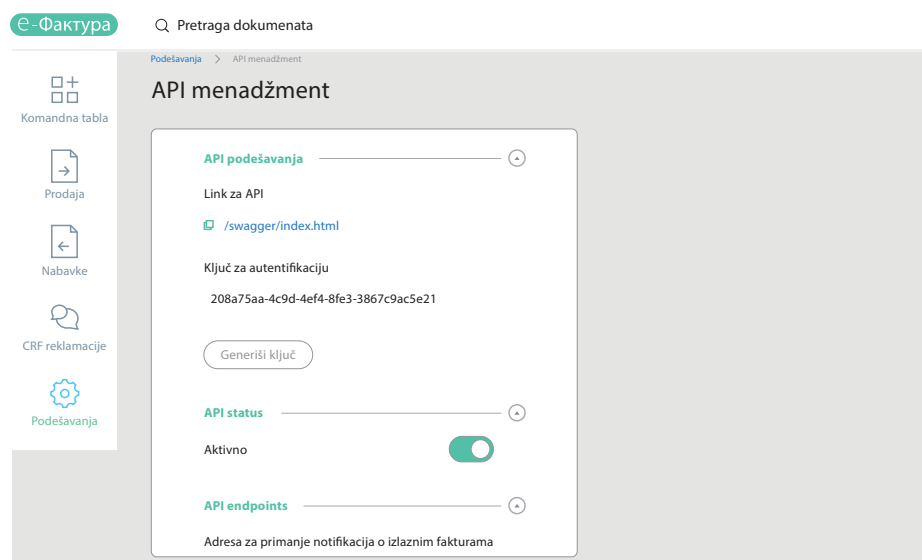 е-Фактура
Pretraga dokumenata
Podešavanja > API menadžment
API menadžment
Komandna tabla
Prodaja
Nabavke
CRF reklamacije
Podešavanja
API podešavanja
Link za API
/swagger/index.html
Ključ za autentifikaciju
208a75aa-4c9d-4ef4-8fe3-3867c9ac5e21
Generiši ključ
API status
Aktivno
API endpoints
Adresa za primanje notifikacija o izlaznim fakturama